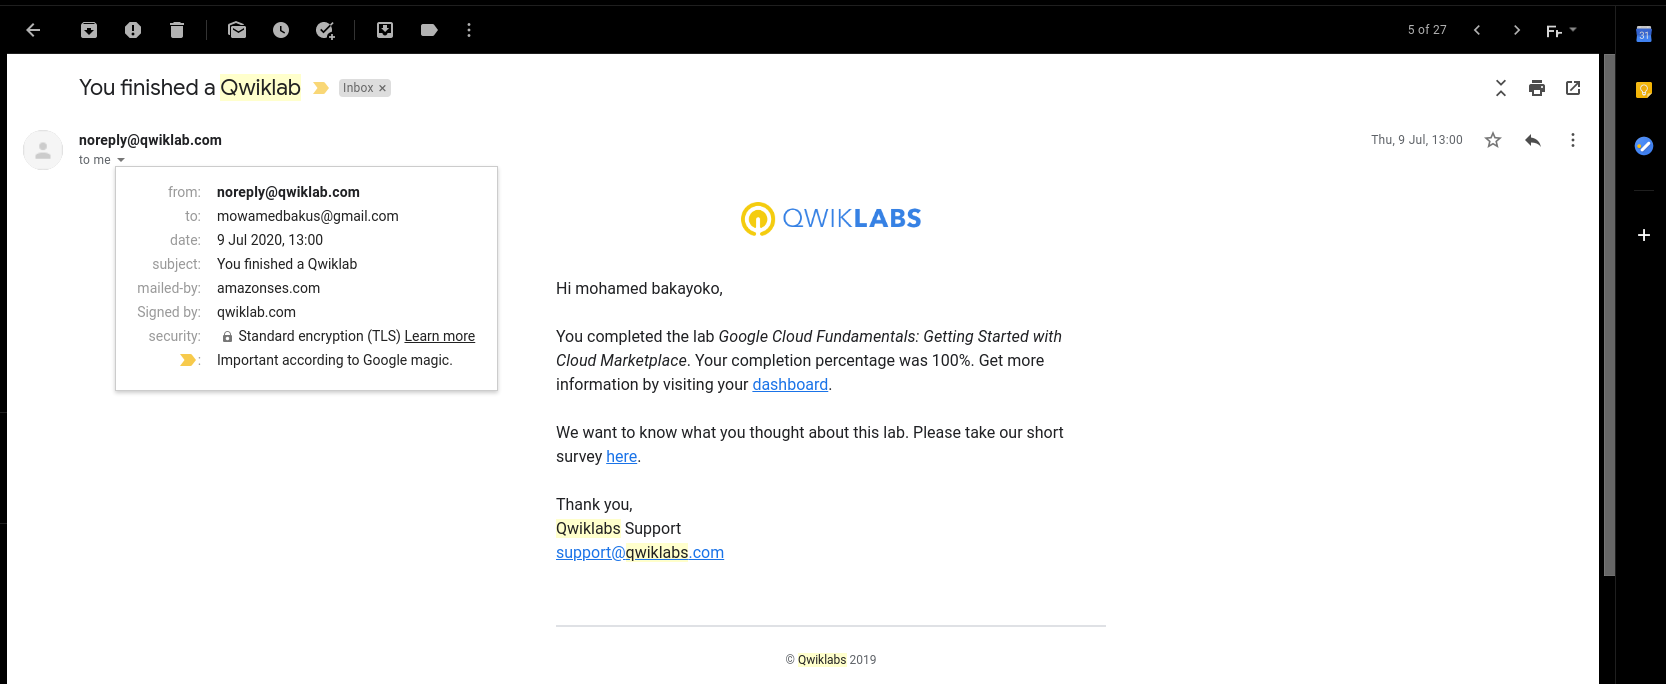 5 of 27
Fr
31
You finished a Qwiklab
Inbox ×
noreply@qwiklab.com
Thu, 9 Jul, 13:00
to me
from: noreply@qwiklab.com
to: mowamedbakus@gmail.com
date: 9 Jul 2020, 13:00
subject: You finished a Qwiklab
mailed-by: amazonses.com
Signed by: qwiklab.com
security: Standard encryption (TLS) Learn more
: Important according to Google magic.
QWIKLABS
Hi mohamed bakayoko,
You completed the lab Google Cloud Fundamentals: Getting Started with
Cloud Marketplace. Your completion percentage was 100%. Get more
information by visiting your dashboard.
We want to know what you thought about this lab. Please take our short
survey here.
Thank you,
Qwiklabs Support
support@qwiklabs.com
© Qwiklabs 2019